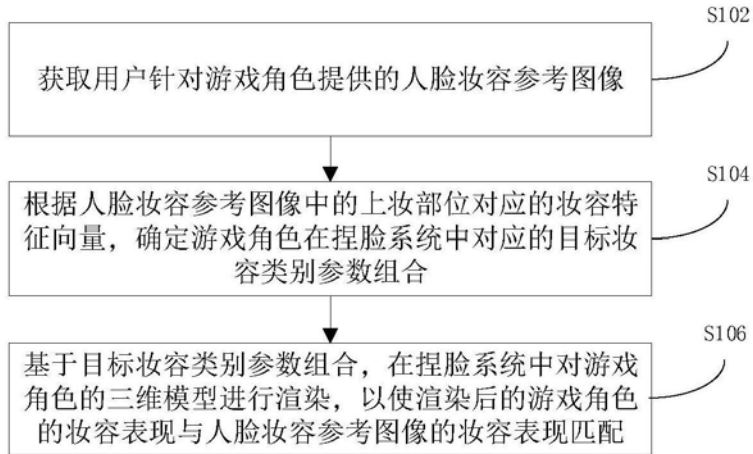 S102
获取用户针对游戏角色提供的人脸妆容参考图像
S104
根据人脸妆容参考图像中的上妆部位对应的妆容特
征向量，确定游戏角色在捏脸系统中对应的目标妆
容类别参数组合
S106
基于目标妆容类别参数组合，在捏脸系统中对游戏
角色的三维模型进行渲染，以使渲染后的游戏角色
的妆容表现与人脸妆容参考图像的妆容表现匹配